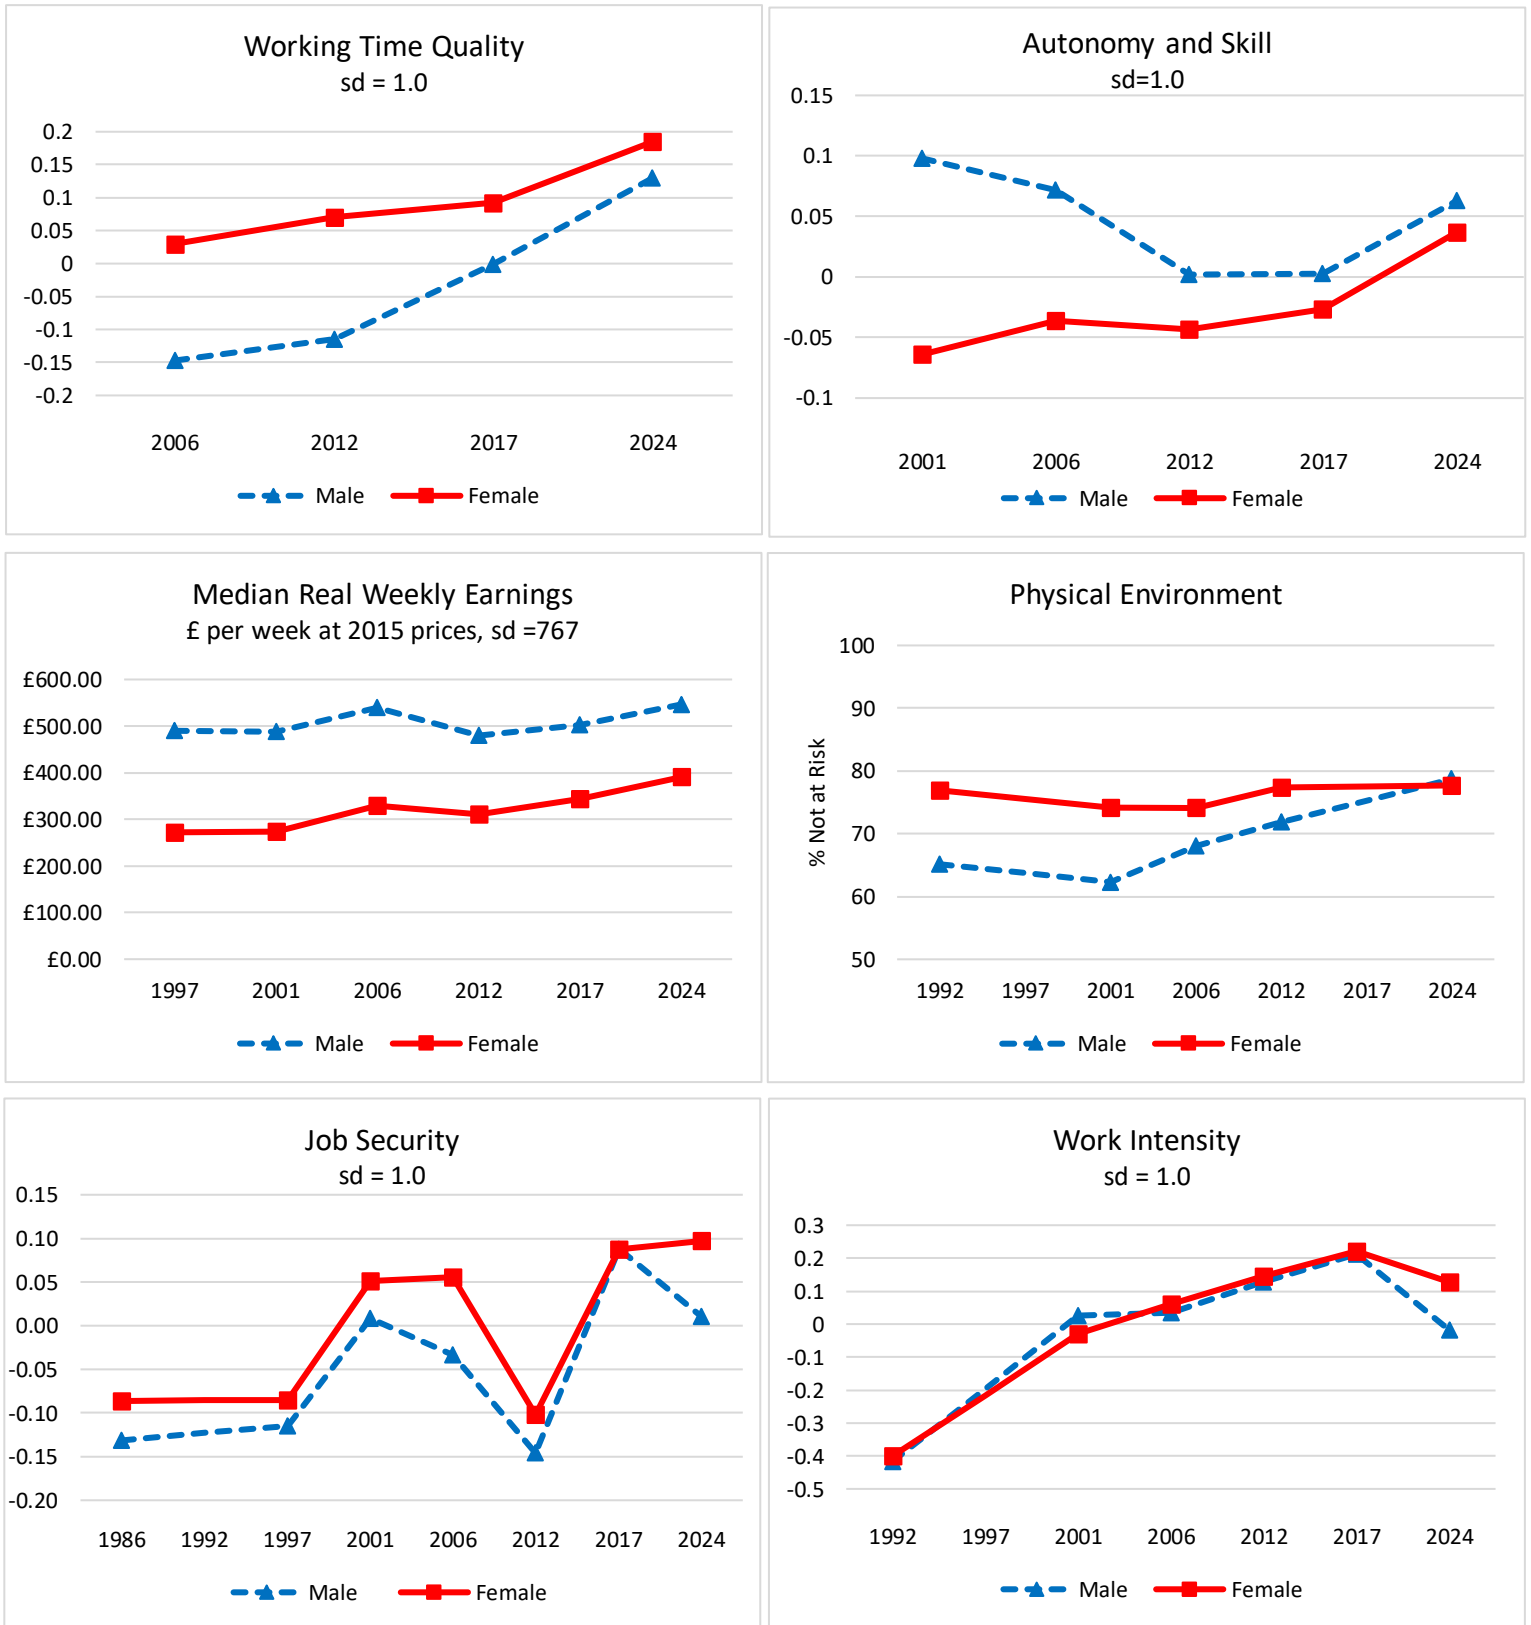 Working Time Quality
sd = 1.0
0.2
0.15
0.1
0.05
0
-0.05
-0.1
-0.15
-0.2
2006 2012 2017 2024
Male Female
Autonomy and Skill
sd=1.0
0.15
0.1
0.05
0
-0.05
-0.1
2001 2006 2012 2017 2024
Male Female
Median Real Weekly Earnings
£ per week at 2015 prices, sd =767
£600.00
£500.00
£400.00
£300.00
£200.00
£100.00
£0.00
1997 2001 2006 2012 2017 2024
Male Female
Physical Environment
% Not at Risk
100
90
80
70
60
50
1992 1997 2001 2006 2012 2017 2024
Male Female
Job Security
sd = 1.0
0.15
0.10
0.05
0.00
-0.05
-0.10
-0.15
-0.20
1986 1992 1997 2001 2006 2012 2017 2024
Male Female
Work Intensity
sd = 1.0
0.3
0.2
0.1
0
-0.1
-0.2
-0.3
-0.4
-0.5
1992 1997 2001 2006 2012 2017 2024
Male Female